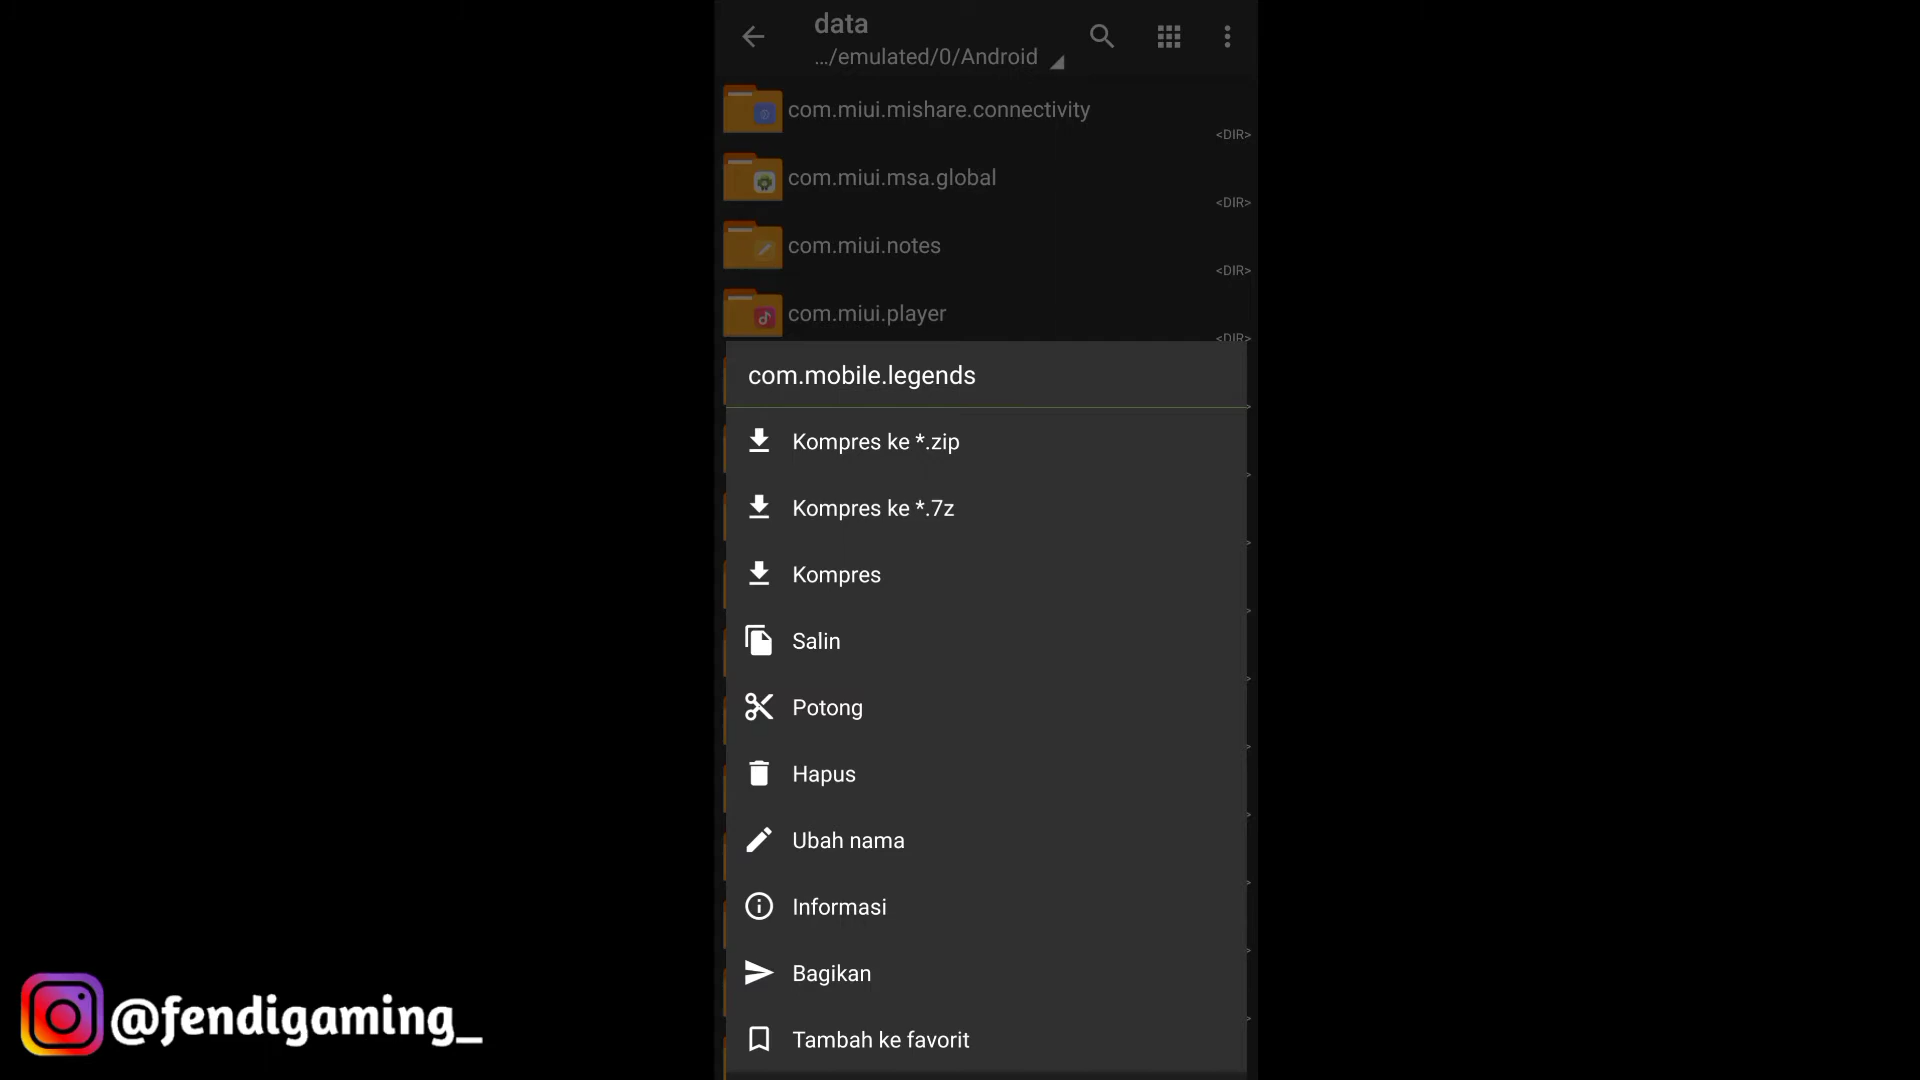 data
.../emulated/0/Android
com.miui.mishare.connectivity
<DIR>
com.miui.msa.global
<DIR>
com.miui.notes
<DIR>
com.miui.player
<DIR>
com.mobile.legends
Kompres ke *.zip
Kompres ke *.7z
Kompres
Salin
Potong
Hapus
Ubah nama
Informasi
Bagikan
Tambah ke favorit
@fendigaming_